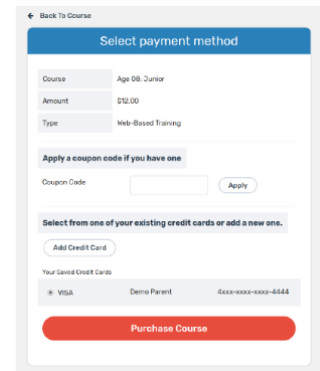 ← Back To Course
Select payment method
Course Age 08: Junior
Amount $12.00
Type Web-Based Training
Apply a coupon code if you have one
Coupon Code Apply
Select from one of your existing credit cards or add a new one.
Add Credit Card
Your Saved Credit Cards
VISA Demo Parent 4xxx-xxxx-xxxx-4444
Purchase Course